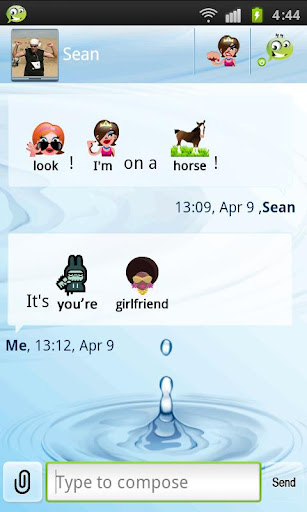 4:44
Sean
look ! I'm on a horse !
13:09, Apr 9 ,Sean
It's you're girlfriend
Me, 13:12, Apr 9
Type to compose
Send